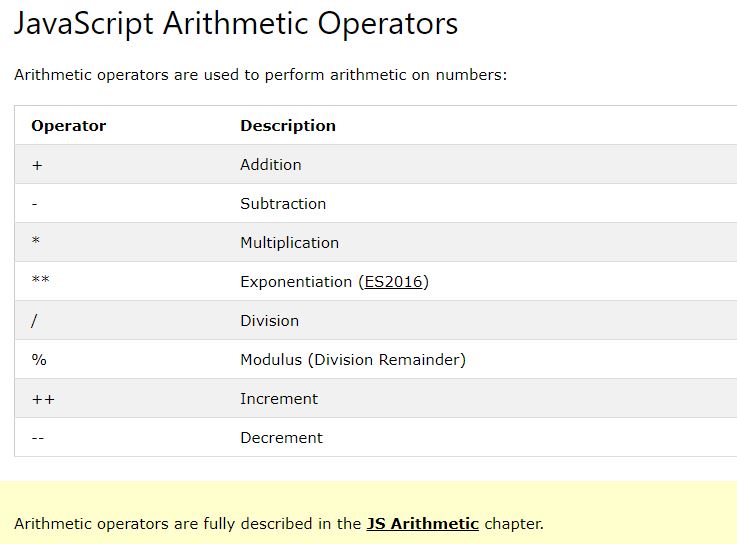 JavaScript Arithmetic Operators
Arithmetic operators are used to perform arithmetic on numbers:
Operator Description
+ Addition
- Subtraction
* Multiplication
** Exponentiation (ES2016)
/ Division
% Modulus (Division Remainder)
++ Increment
-- Decrement
Arithmetic operators are fully described in the JS Arithmetic chapter.